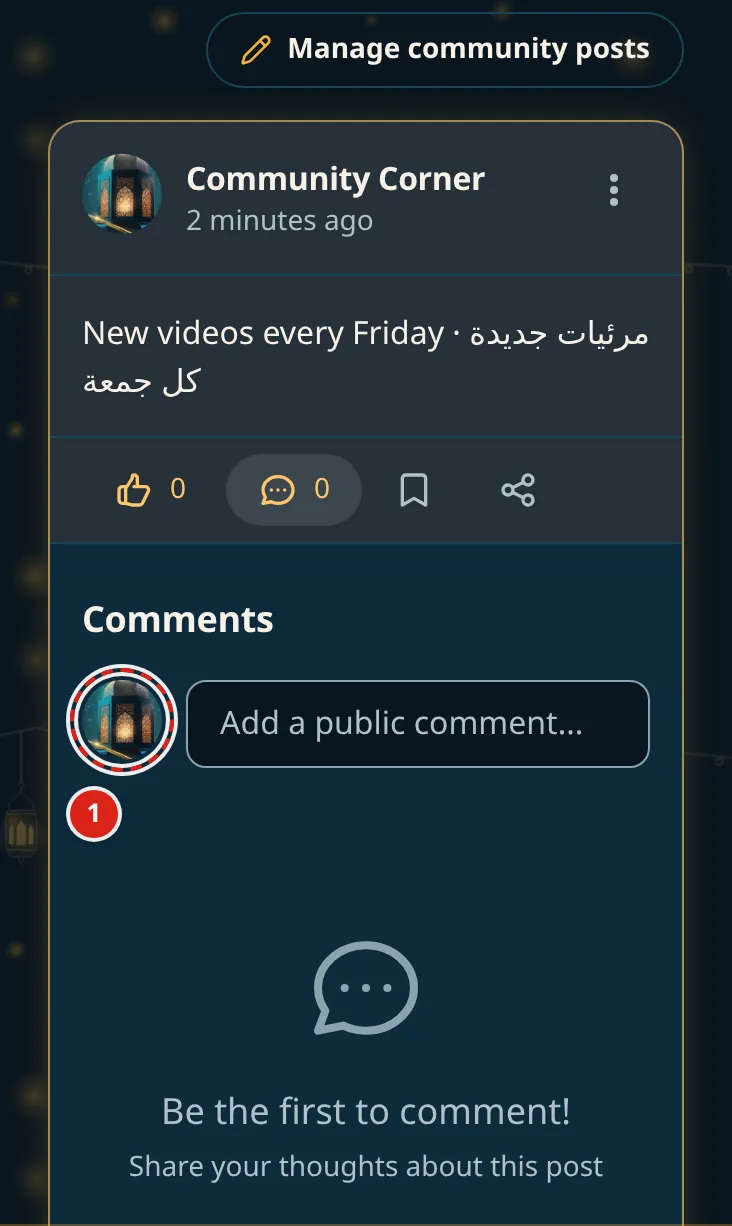 Manage community posts
Community Corner
2 minutes ago
New videos every Friday · مرئيات جديدة
كل جمعة
0
0
Comments
Add a public comment...
1
Be the first to comment!
Share your thoughts about this post